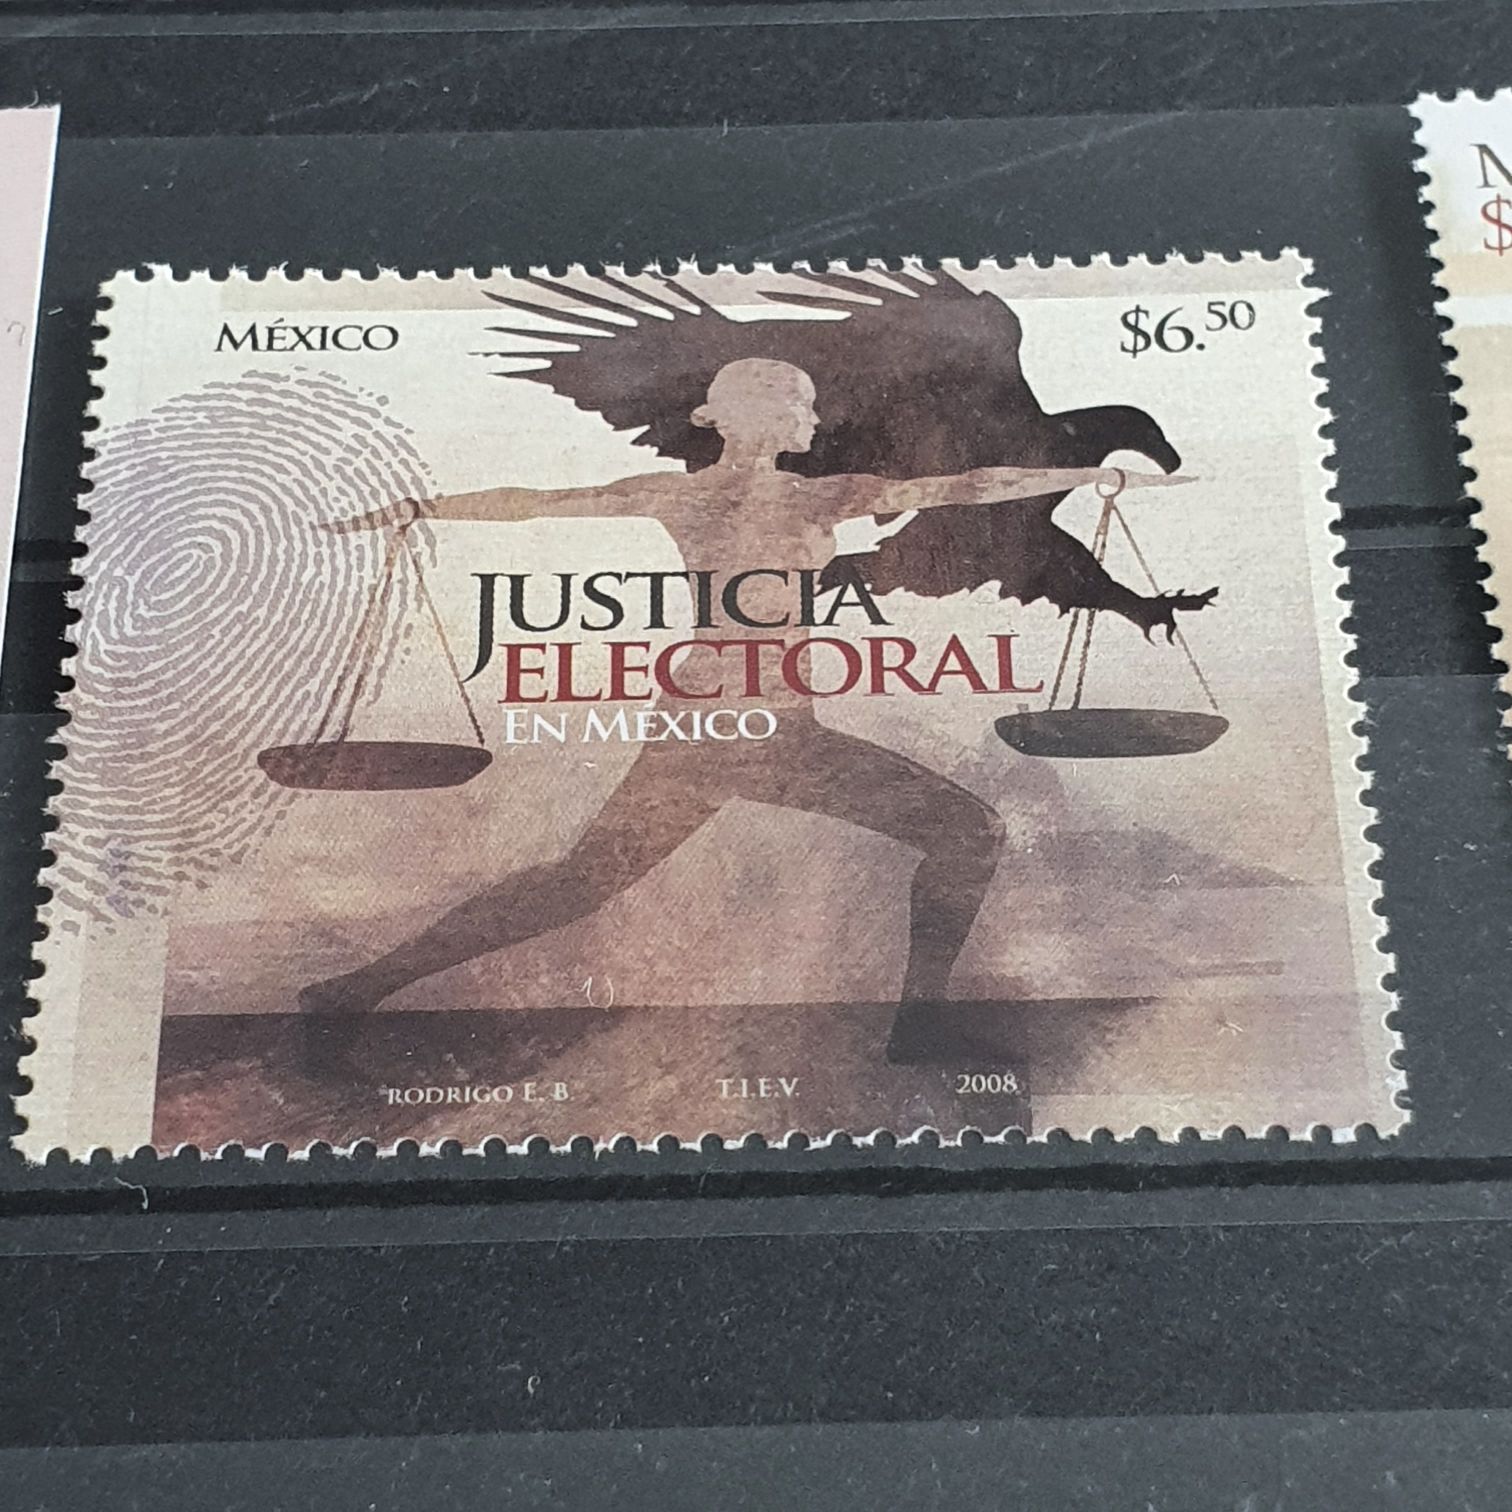 MÉXICO
$6.50
JUSTICIA
ELECTORAL
EN MÉXICO
RODRIGO E. B.
T.I.E.V.
2008